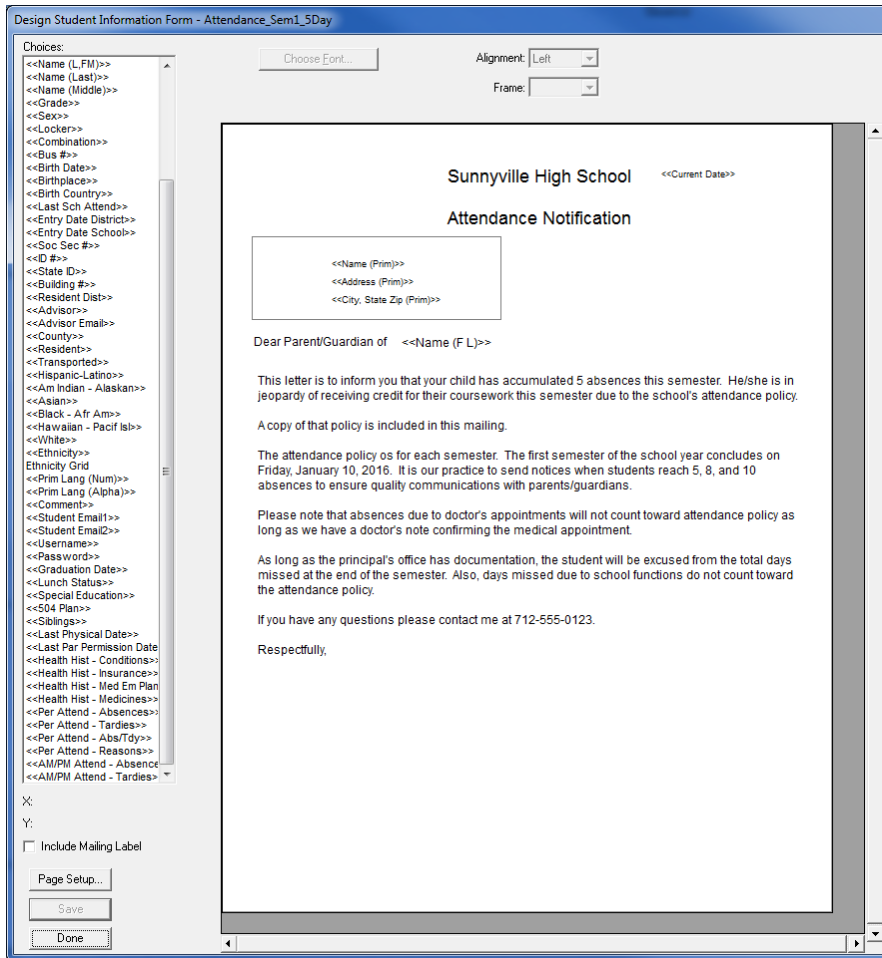 Design Student Information Form - Attendance_Sem1_5Day
Choices:
<<Name (L,FM)>>
<<Name (Last)>>
<<Name (Middle)>>
<<Grade>>
<<Sex>>
<<Locker>>
<<Combination>>
<<Bus #>>
<<Birth Date>>
<<Birthplace>>
<<Birth Country>>
<<Last Sch Attend>>
<<Entry Date District>>
<<Entry Date School>>
<<Soc Sec #>>
<<ID #>>
<<State ID>>
<<Building #>>
<<Resident Dist>>
<<Advisor>>
<<Advisor Email>>
<<County>>
<<Resident>>
<<Transported>>
<<Hispanic-Latino>>
<<Am Indian - Alaskan>>
<<Asian>>
<<Black - Afr Am>>
<<Hawaiian - Pacif Isl>>
<<White>>
<<Ethnicity>>
Ethnicity Grid
<<Prim Lang (Num)>>
<<Prim Lang (Alpha)>>
<<Comment>>
<<Student Email1>>
<<Student Email2>>
<<Username>>
<<Password>>
<<Graduation Date>>
<<Lunch Status>>
<<Special Education>>
<<504 Plan>>
<<Siblings>>
<<Last Physical Date>>
<<Last Par Permission Date
<<Health Hist - Conditions>>
<<Health Hist - Insurance>>
<<Health Hist - Med Em Plan
<<Health Hist - Medicines>>
<<Per Attend - Absences>>
<<Per Attend - Tardies>>
<<Per Attend - Abs/Tdy>>
<<Per Attend - Reasons>>
<<AM/PM Attend - Absence
<<AM/PM Attend - Tardies>
X:
Y:
Include Mailing Label
Page Setup...
Save
Done
Choose Font...
Alignment: Left
Frame:
Sunnyville High School <<Current Date>>
Attendance Notification
<<Name (Prim)>>
<<Address (Prim)>>
<<City, State Zip (Prim)>>
Dear Parent/Guardian of <<Name (F L)>>
This letter is to inform you that your child has accumulated 5 absences this semester. He/she is in
jeopardy of receiving credit for their coursework this semester due to the school's attendance policy.
A copy of that policy is included in this mailing.
The attendance policy os for each semester. The first semester of the school year concludes on
Friday, January 10, 2016. It is our practice to send notices when students reach 5, 8, and 10
absences to ensure quality communications with parents/guardians.
Please note that absences due to doctor's appointments will not count toward attendance policy as
long as we have a doctor's note confirming the medical appointment.
As long as the principal's office has documentation, the student will be excused from the total days
missed at the end of the semester. Also, days missed due to school functions do not count toward
the attendance policy.
If you have any questions please contact me at 712-555-0123.
Respectfully,